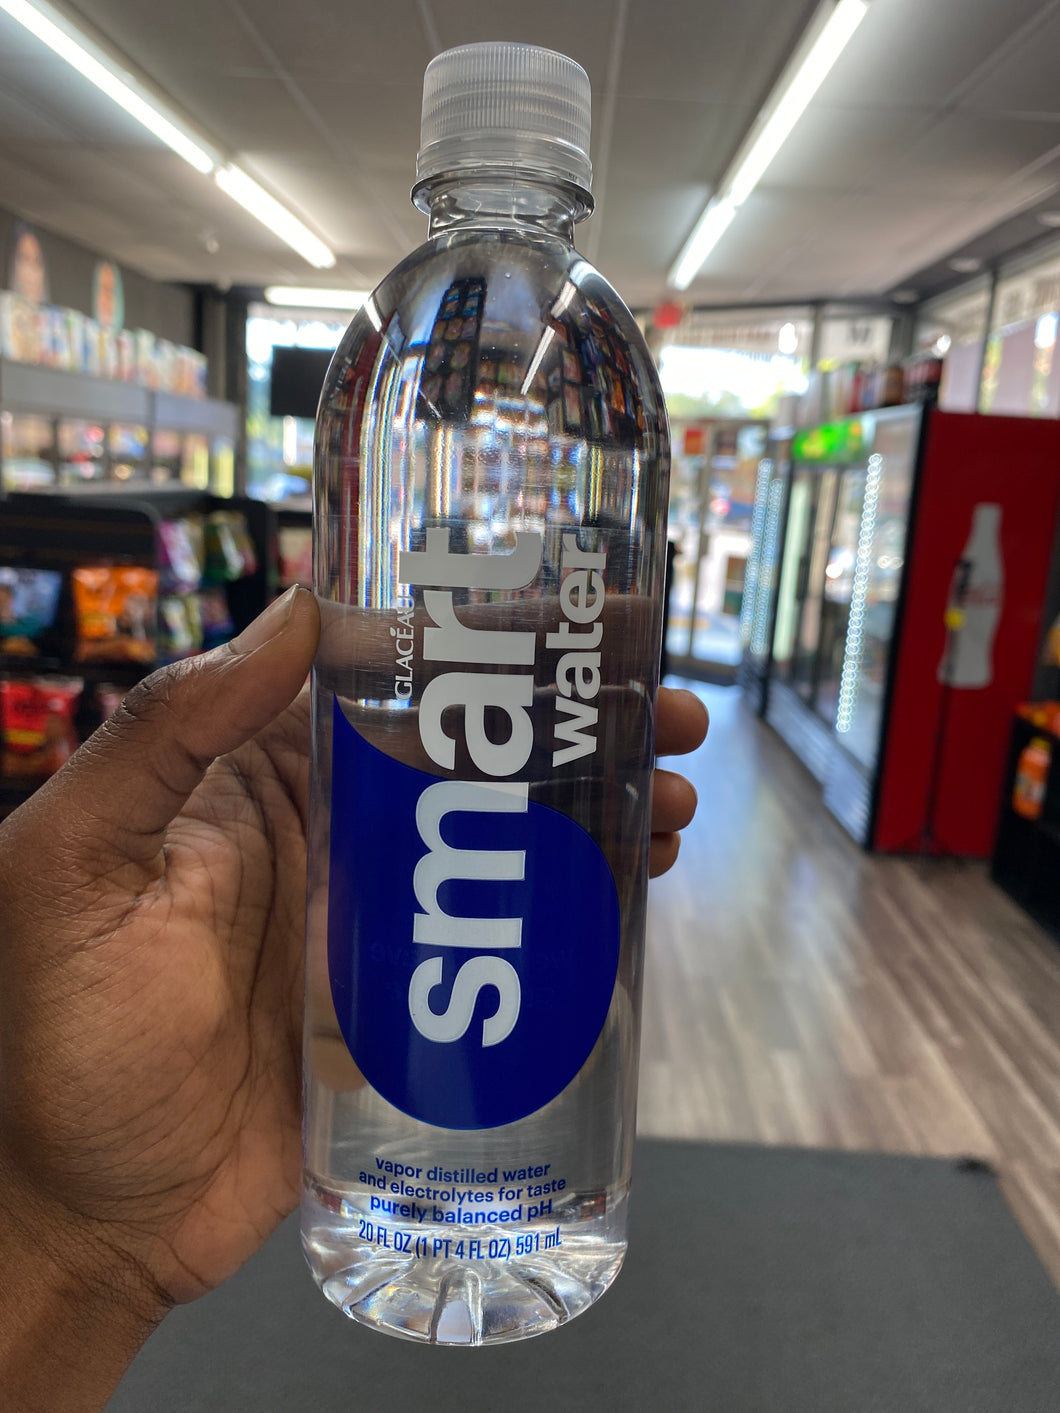 GLACÉAU
smart
water
vapor distilled water
and electrolytes for taste
purely balanced pH
20 FL OZ (1 PT 4 FL OZ) 591 mL